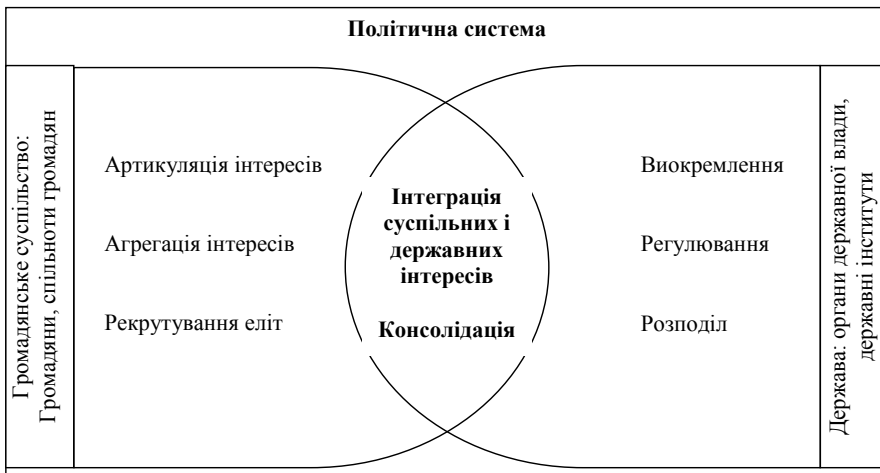 Політична система
Громадянське суспільство:
Громадяни, спільноти громадян
Артикуляція інтересів
Агрегація інтересів
Рекрутування еліт
Інтеграція
суспільних і
державних
інтересів
Консолідація
Виокремлення
Регулювання
Розподіл
Держава: органи державної влади,
державні інститути